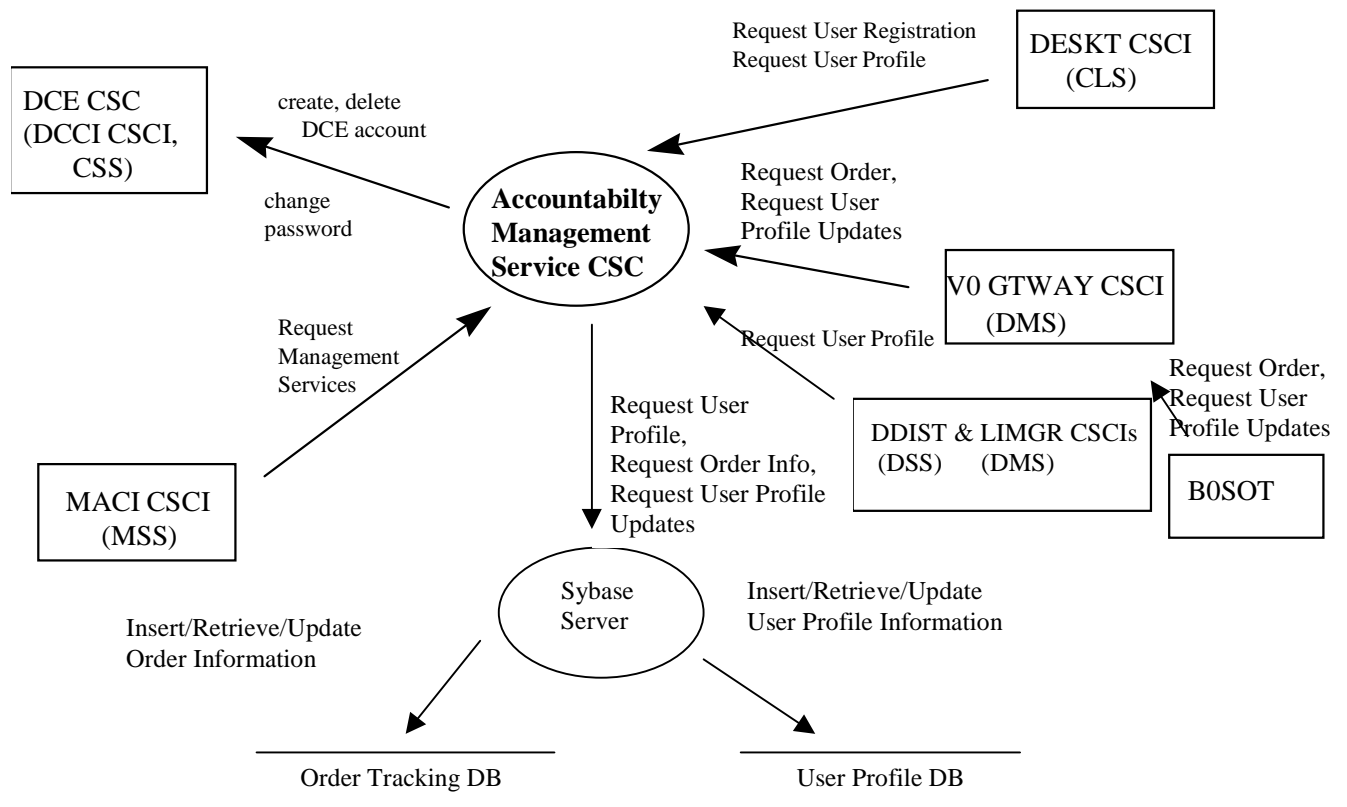 Request User Registration
Request User Profile
DESKT CSCI
(CLS)
DCE CSC
(DCCI CSCI,
CSS)
create, delete
DCE account
change
password
Accountabilty
Management
Service CSC
Request Order,
Request User
Profile Updates
V0 GTWAY CSCI
(DMS)
Request
Management
Services
Request User Profile
Request Order,
Request User
Profile Updates
DDIST & LIMGR CSCIs
(DSS) (DMS)
B0SOT
MACI CSCI
(MSS)
Request User
Profile,
Request Order Info,
Request User Profile
Updates
Sybase
Server
Insert/Retrieve/Update
Order Information
Insert/Retrieve/Update
User Profile Information
Order Tracking DB
User Profile DB